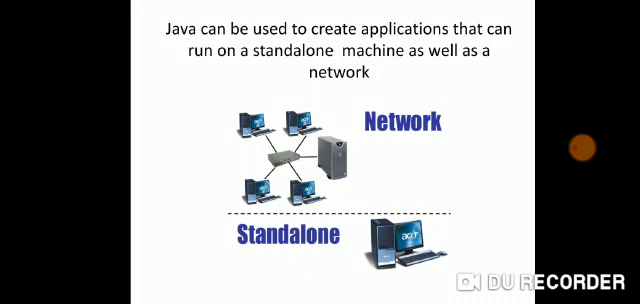 Java can be used to create applications that can
run on a standalone machine as well as a
network
Network
Standalone
acer
DU RECORDER